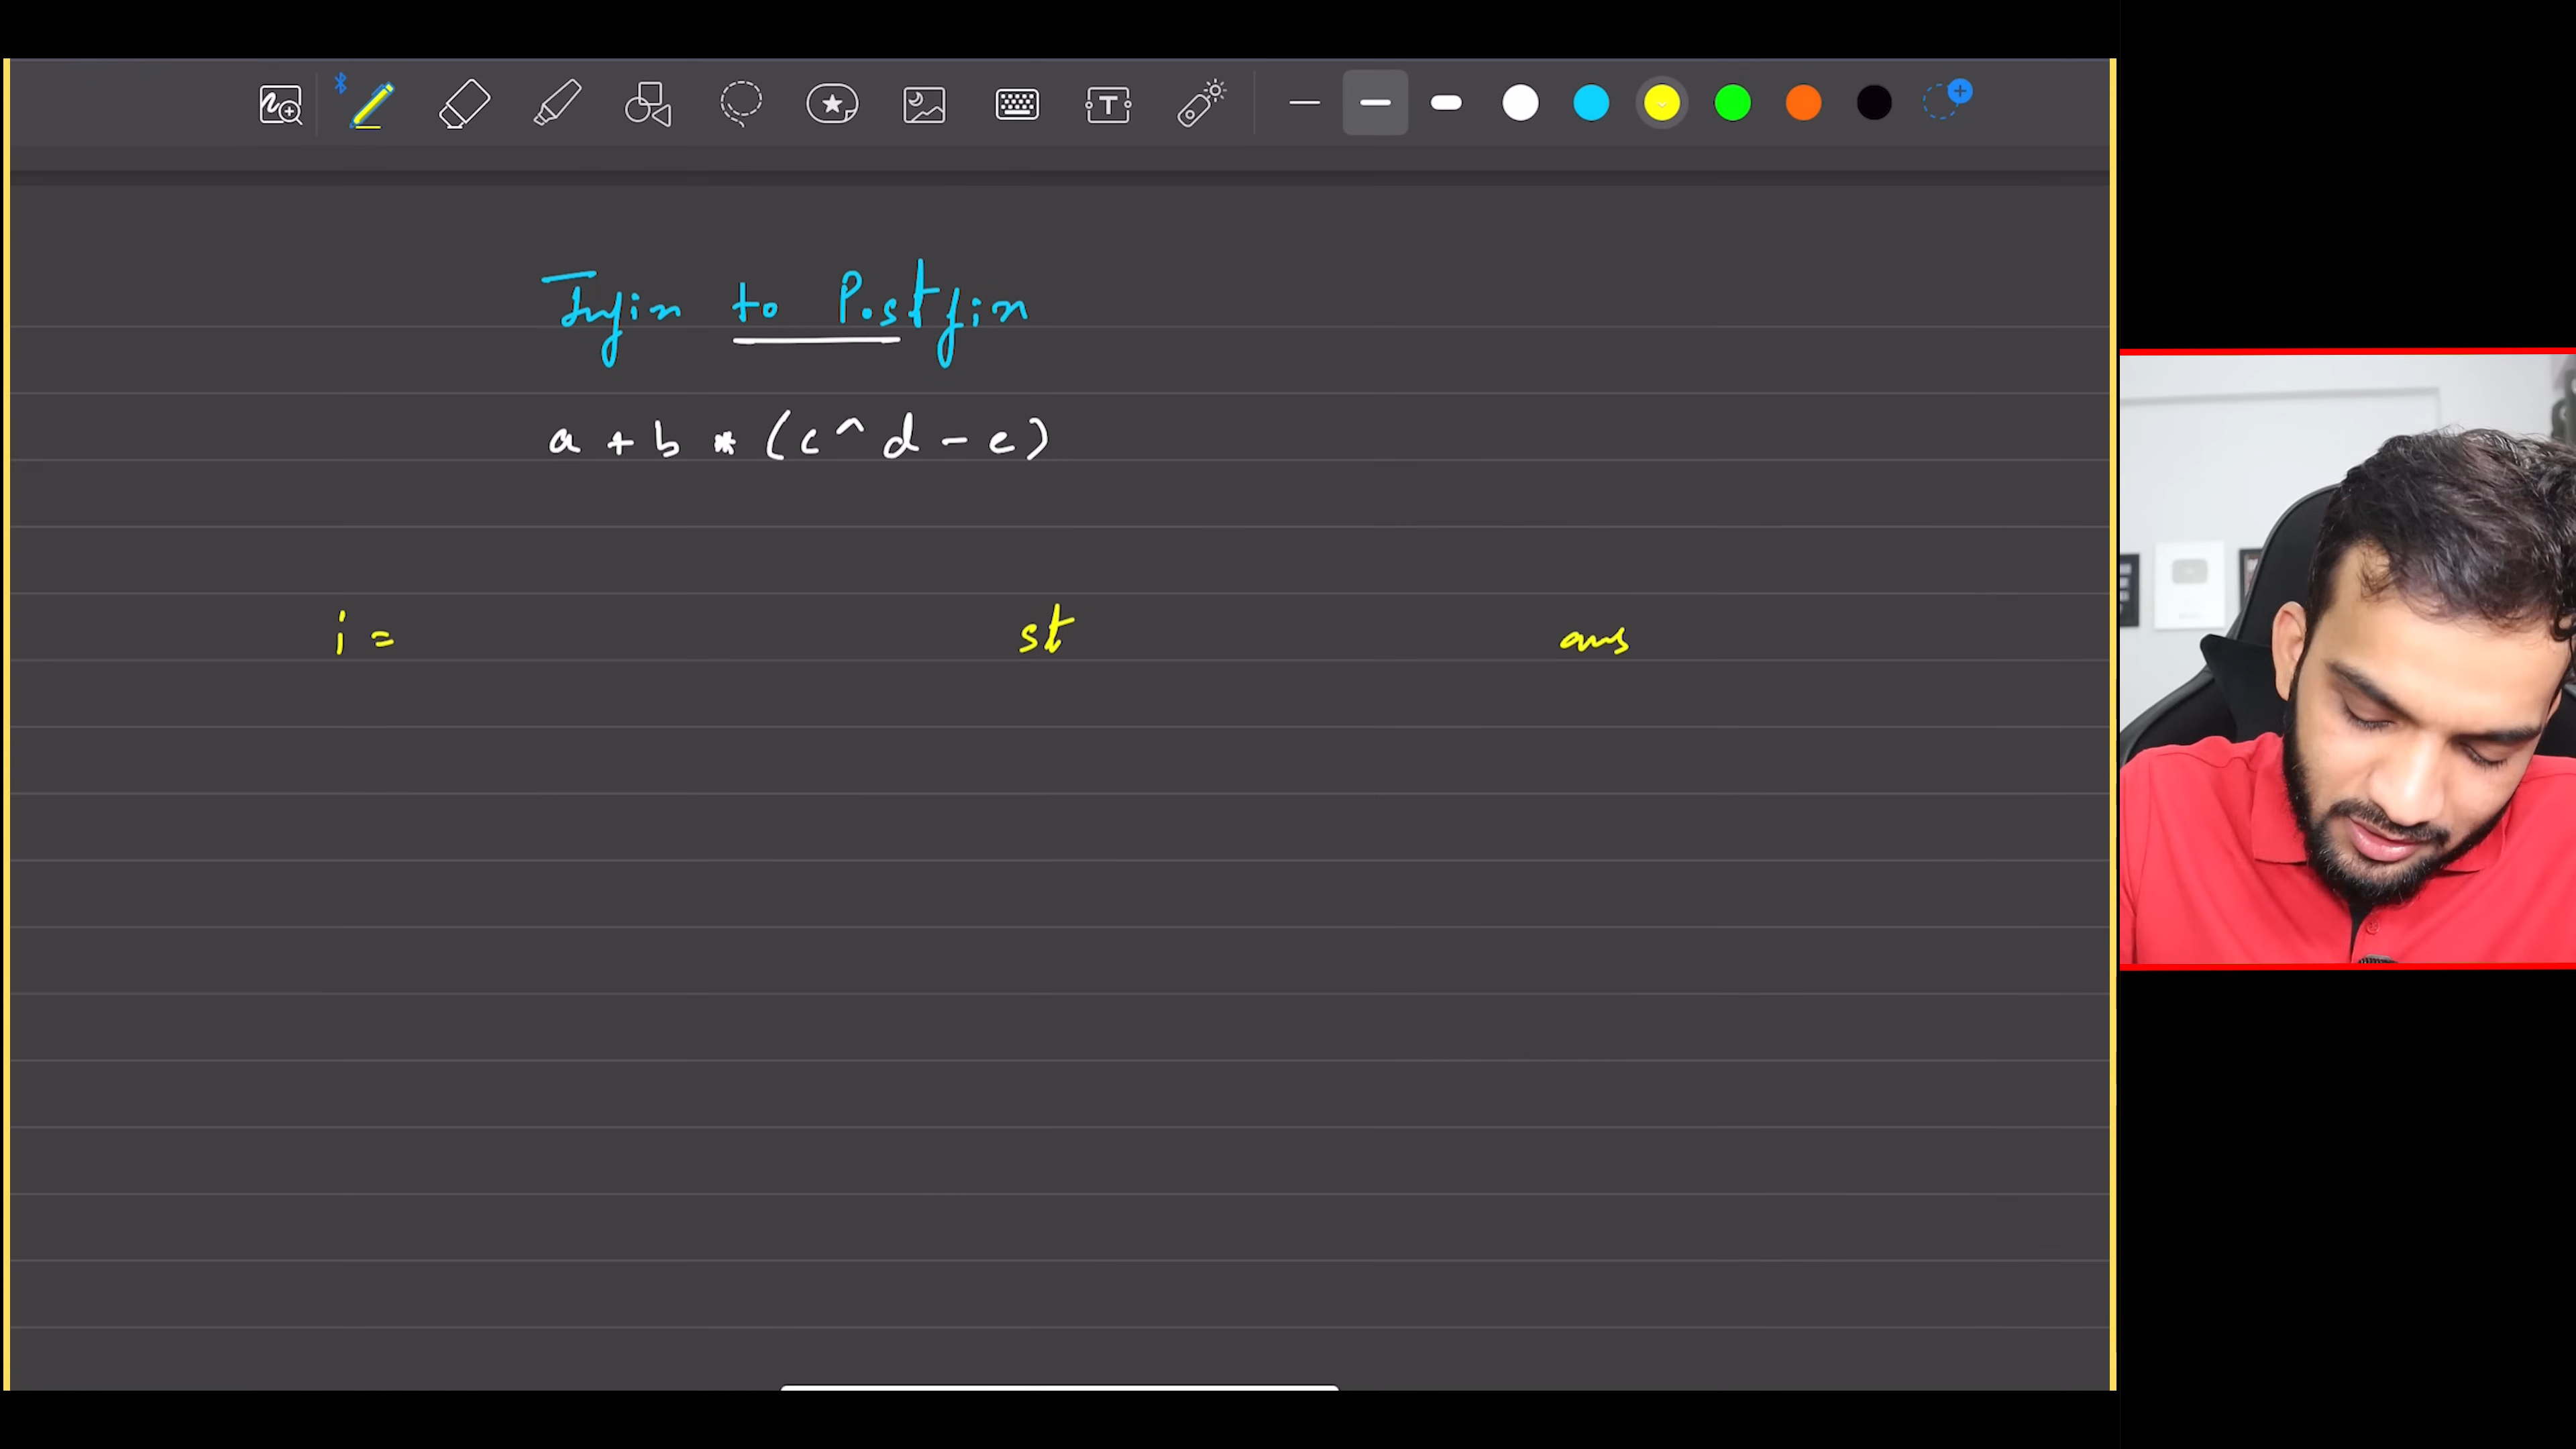 Infix to Postfix
a + b * (c ^ d - e)
i = st ans